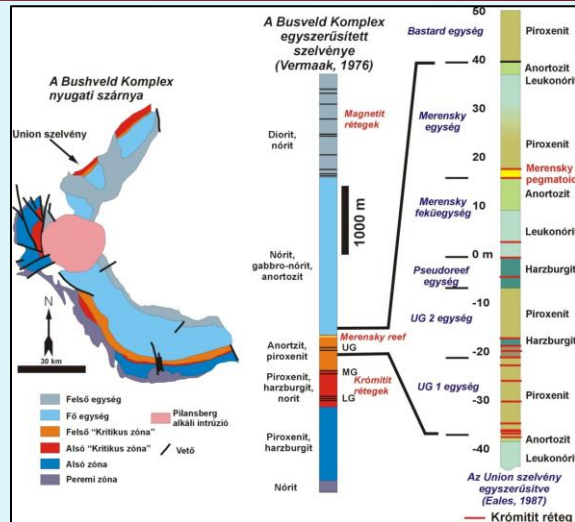 A Bushveld Komplex
nyugati szárnya
Union szelvény
N
30 km
Felső egység
Fő egység
Felső "Kritikus zóna"
Alsó "Kritikus zóna"
Alsó zóna
Peremi zóna
Pilansberg
alkáli intrúzió
Vető
A Busveld Komplex
egyszerűsített
szelvénye
(Vermaak, 1976)
Diorit,
nórit
Magnetit
rétegek
1000 m
Nórit,
gabbro-nórit,
anortozit
Merensky reef
Anortzit,
piroxenit
UG
Piroxenit,
harzburgit,
norit
MG
Krómitit
rétegek
LG
Piroxenit,
harzburgit
Nórit
50
Bastard egység
Piroxenit
40
Anortozit
Leukonórit
30
Merensky
egység
Piroxenit
20
Merensky
pegmatoid
10
Merensky
feküegység
Anortozit
Leukonórit
0 m
Pseudoreef
egység
Harzburgit
-10
UG 2 egység
Piroxenit
Harzburgit
-20
UG 1 egység
-30
Piroxenit
-40
Anortozit
Leukonórit
Az Union szelvény
egyszerűsítve
(Eales, 1987)
Krómitit réteg